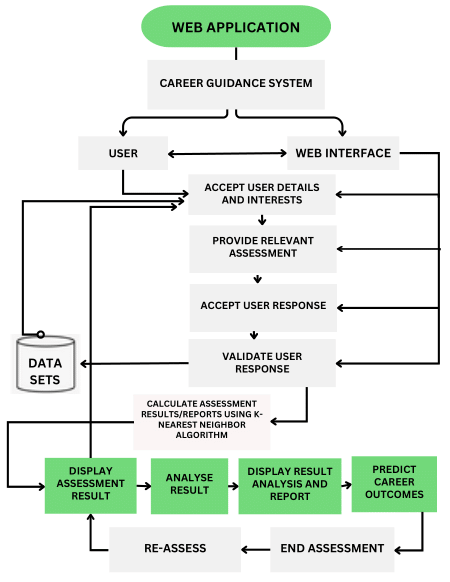 WEB APPLICATION
CAREER GUIDANCE SYSTEM
USER
WEB INTERFACE
ACCEPT USER DETAILS
AND INTERESTS
PROVIDE RELEVANT
ASSESSMENT
ACCEPT USER RESPONSE
VALIDATE USER
RESPONSE
DATA
SETS
CALCULATE ASSESSMENT
RESULTS/REPORTS USING K-
NEAREST NEIGHBOR
ALGORITHM
DISPLAY
ASSESSMENT
RESULT
ANALYSE
RESULT
DISPLAY RESULT
ANALYSIS AND
REPORT
PREDICT
CAREER
OUTCOMES
RE-ASSESS
END ASSESSMENT